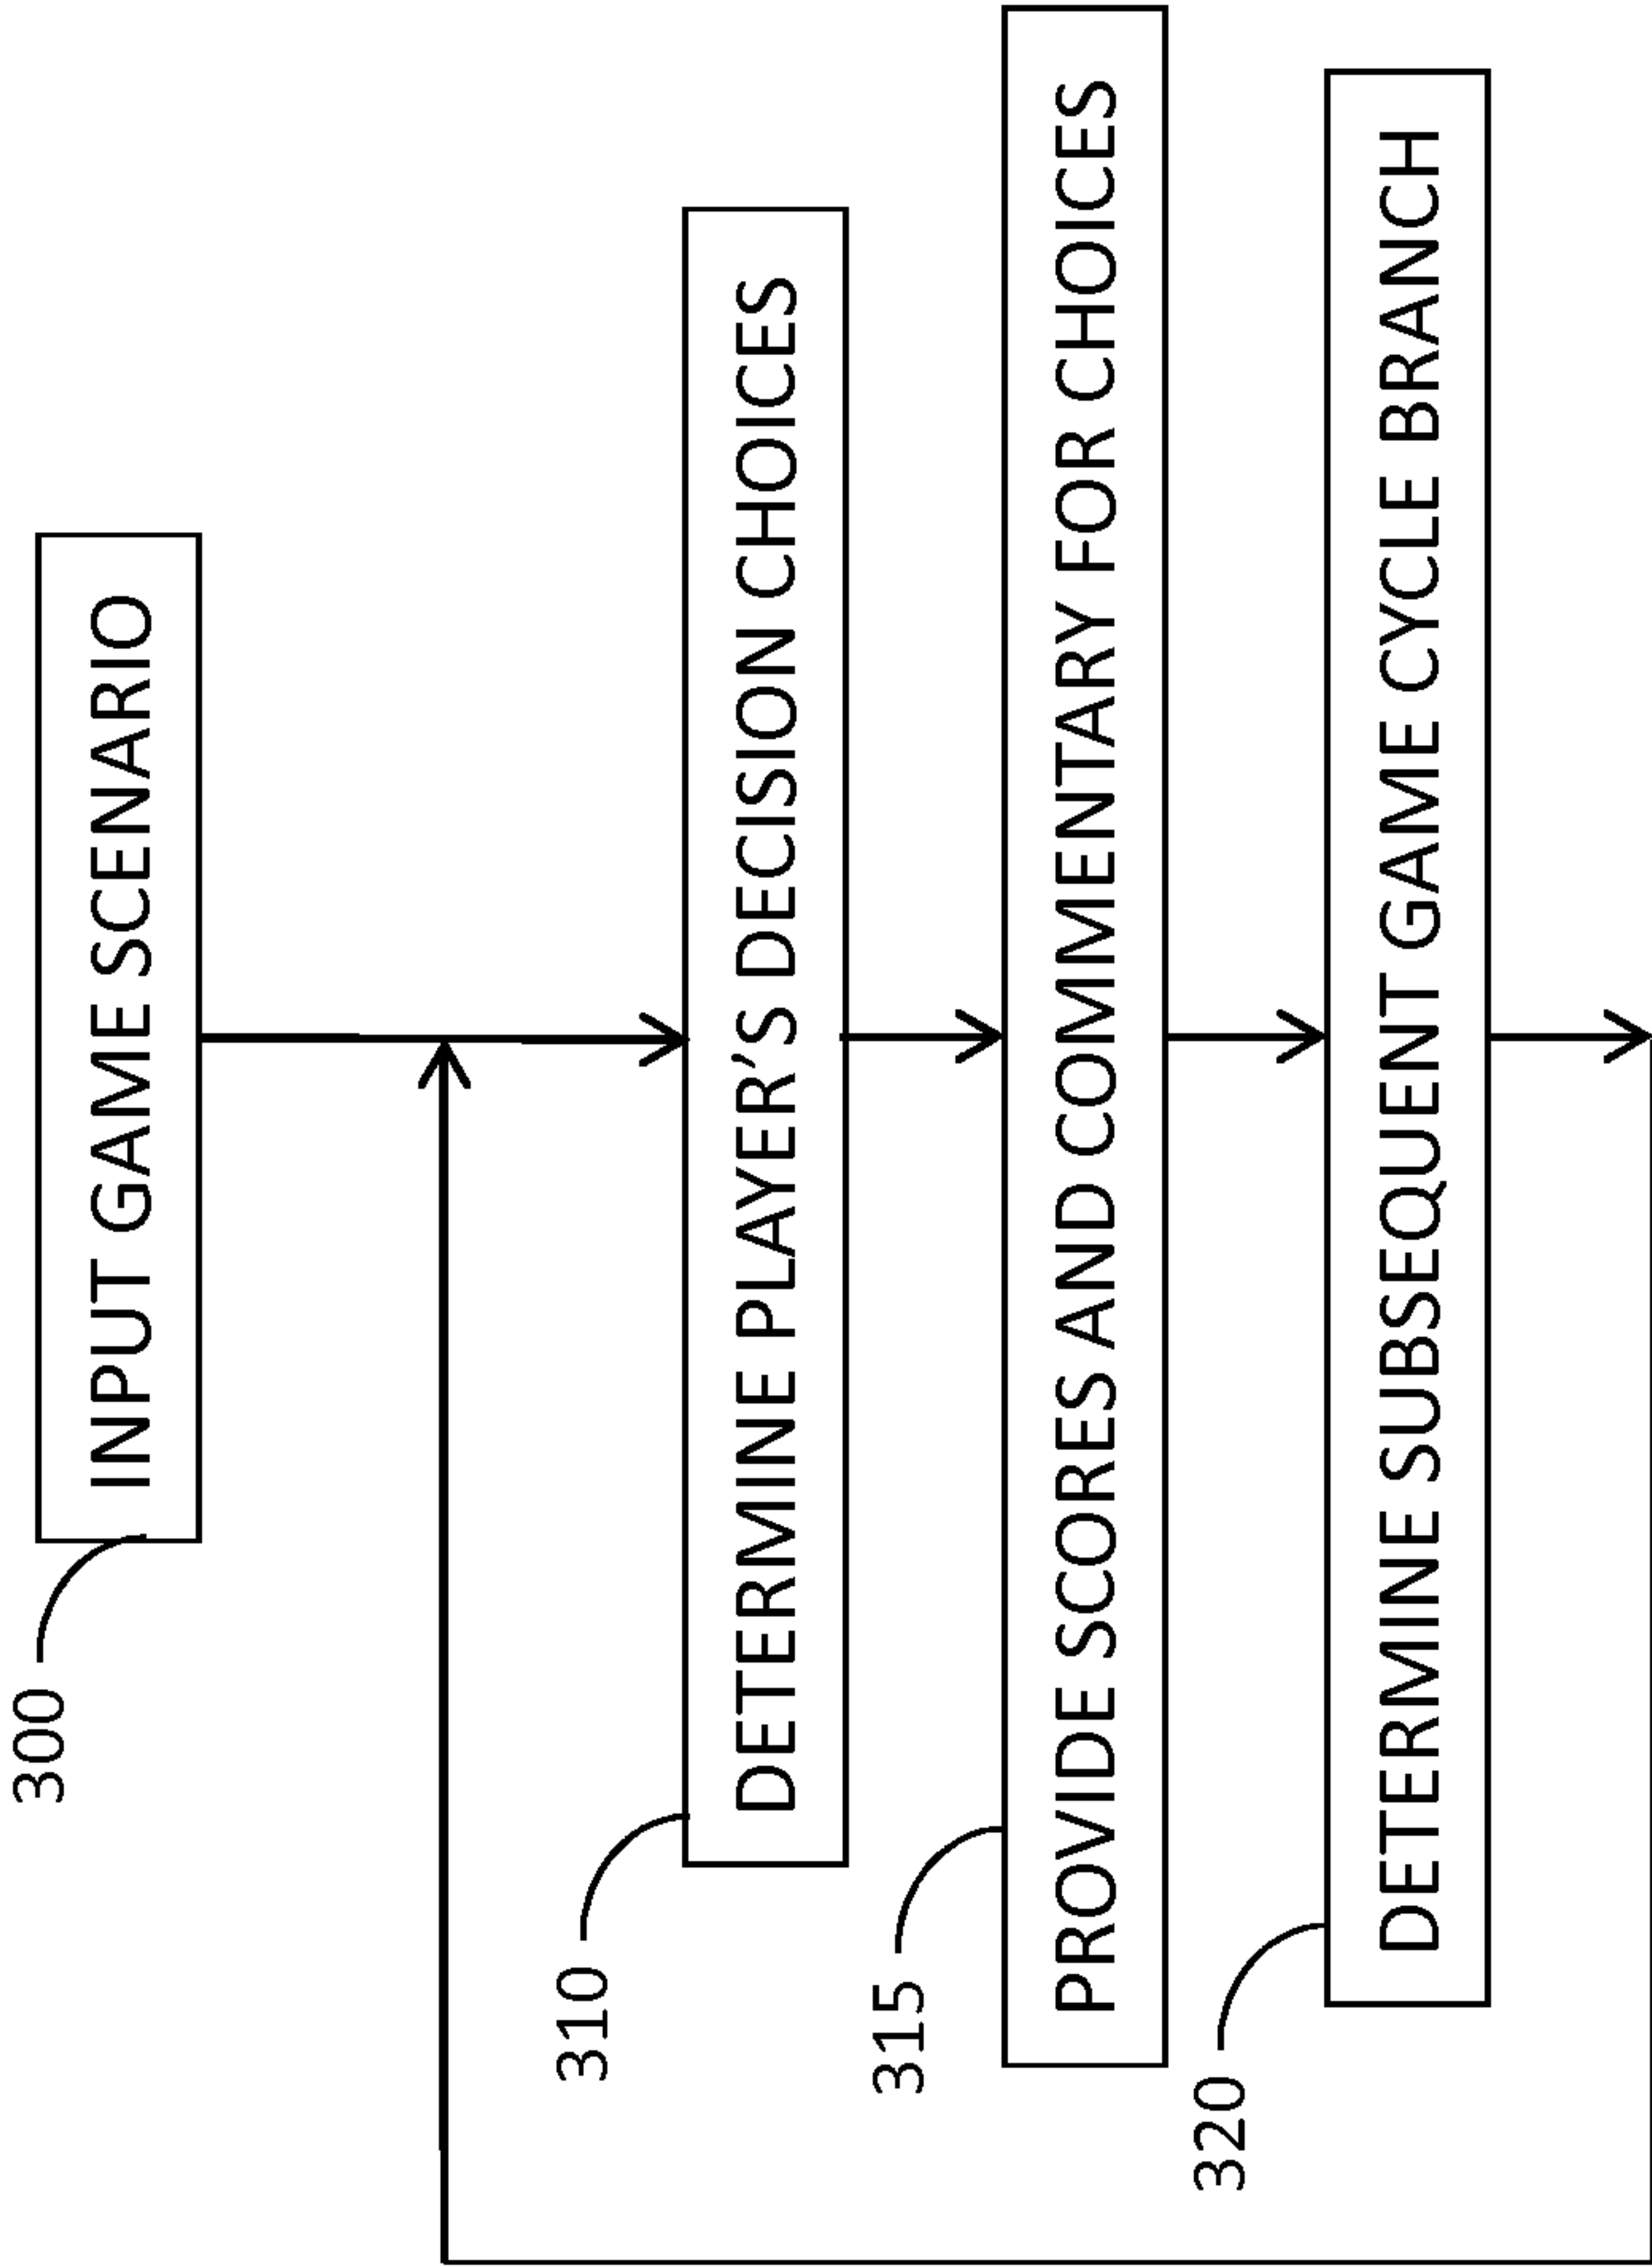 300
INPUT GAME SCENARIO
310
DETERMINE PLAYER’S DECISION CHOICES
315
PROVIDE SCORES AND COMMENTARY FOR CHOICES
320
DETERMINE SUBSEQUENT GAME CYCLE BRANCH